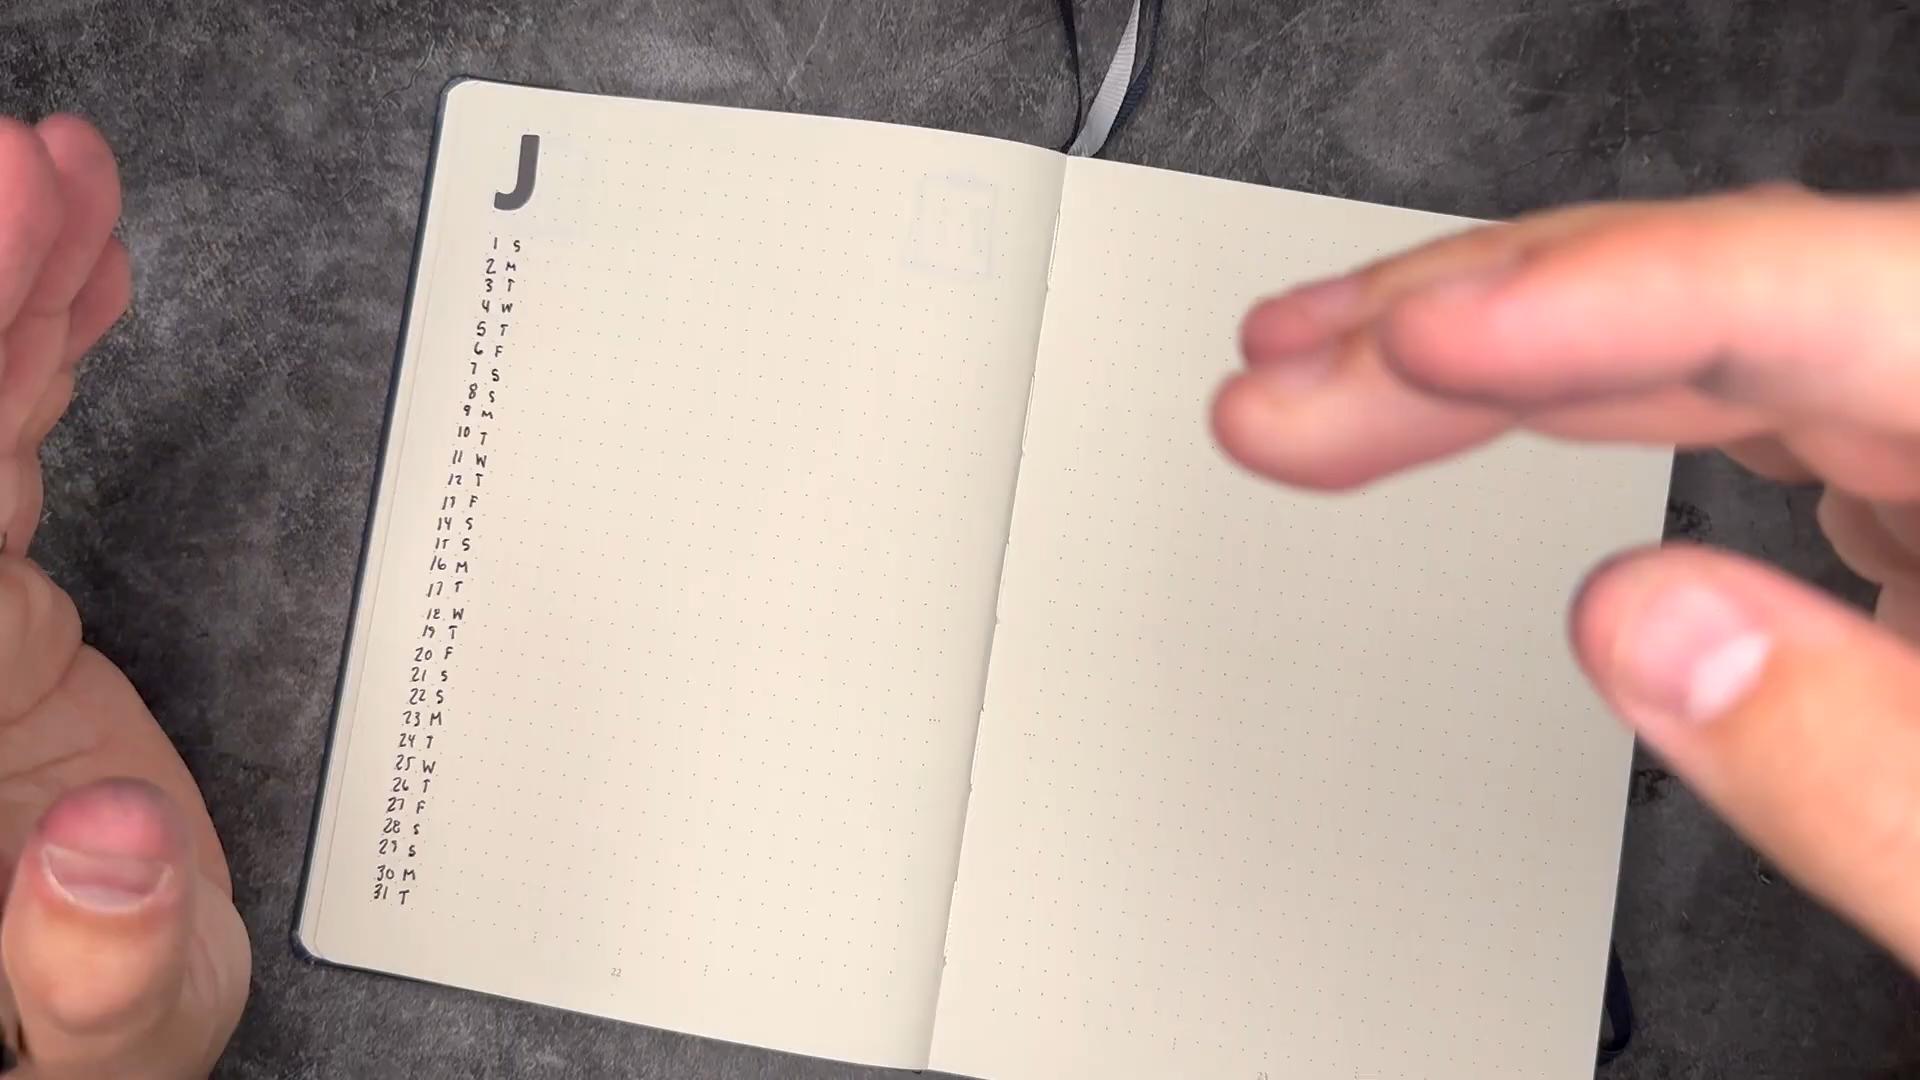 J
1 S
2 M
3 T
4 W
5 T
6 F
7 S
8 S
9 M
10 T
11 W
12 T
13 F
14 S
15 S
16 M
17 T
18 W
19 T
20 F
21 S
22 S
23 M
24 T
25 W
26 T
27 F
28 S
29 S
30 M
31 T
22